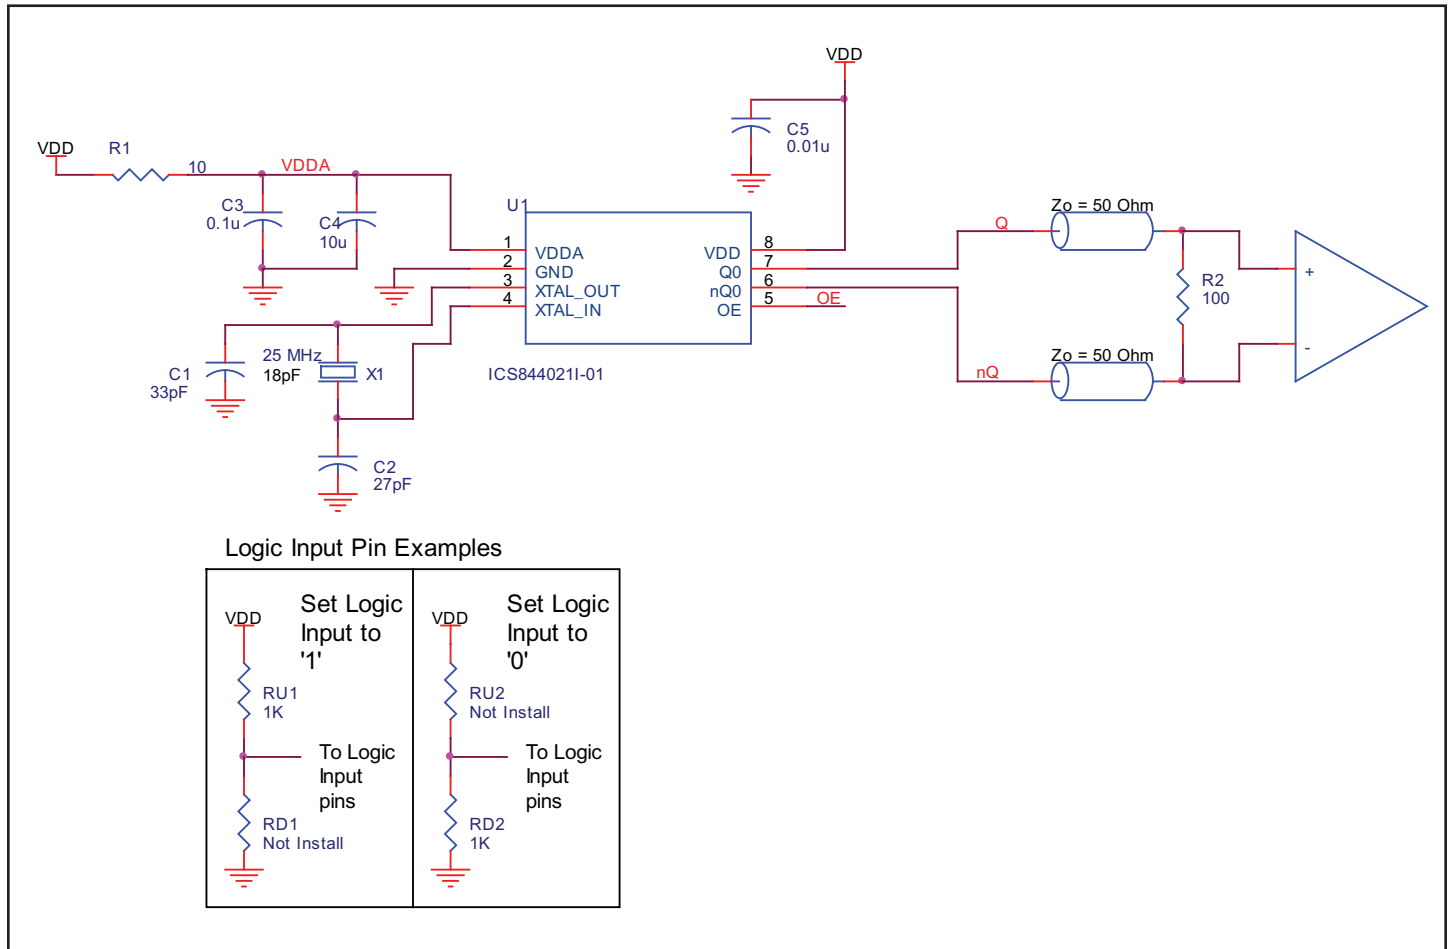 VDD
C5
0.01u
VDD
R1
10
VDDA
C3
0.1u
C4
10u
U1
1
VDDA
2
GND
3
XTAL_OUT
4
XTAL_IN
VDD
8
Q0
7
nQ0
6
OE
5
OE
ICS844021I-01
Q
Zo = 50 Ohm
R2
100
+
-
nQ
Zo = 50 Ohm
C1
33pF
25 MHz
18pF
X1
C2
27pF
Logic Input Pin Examples
Set Logic
Input to
'1'
VDD
RU1
1K
To Logic
Input
pins
RD1
Not Install
Set Logic
Input to
'0'
VDD
RU2
Not Install
To Logic
Input
pins
RD2
1K